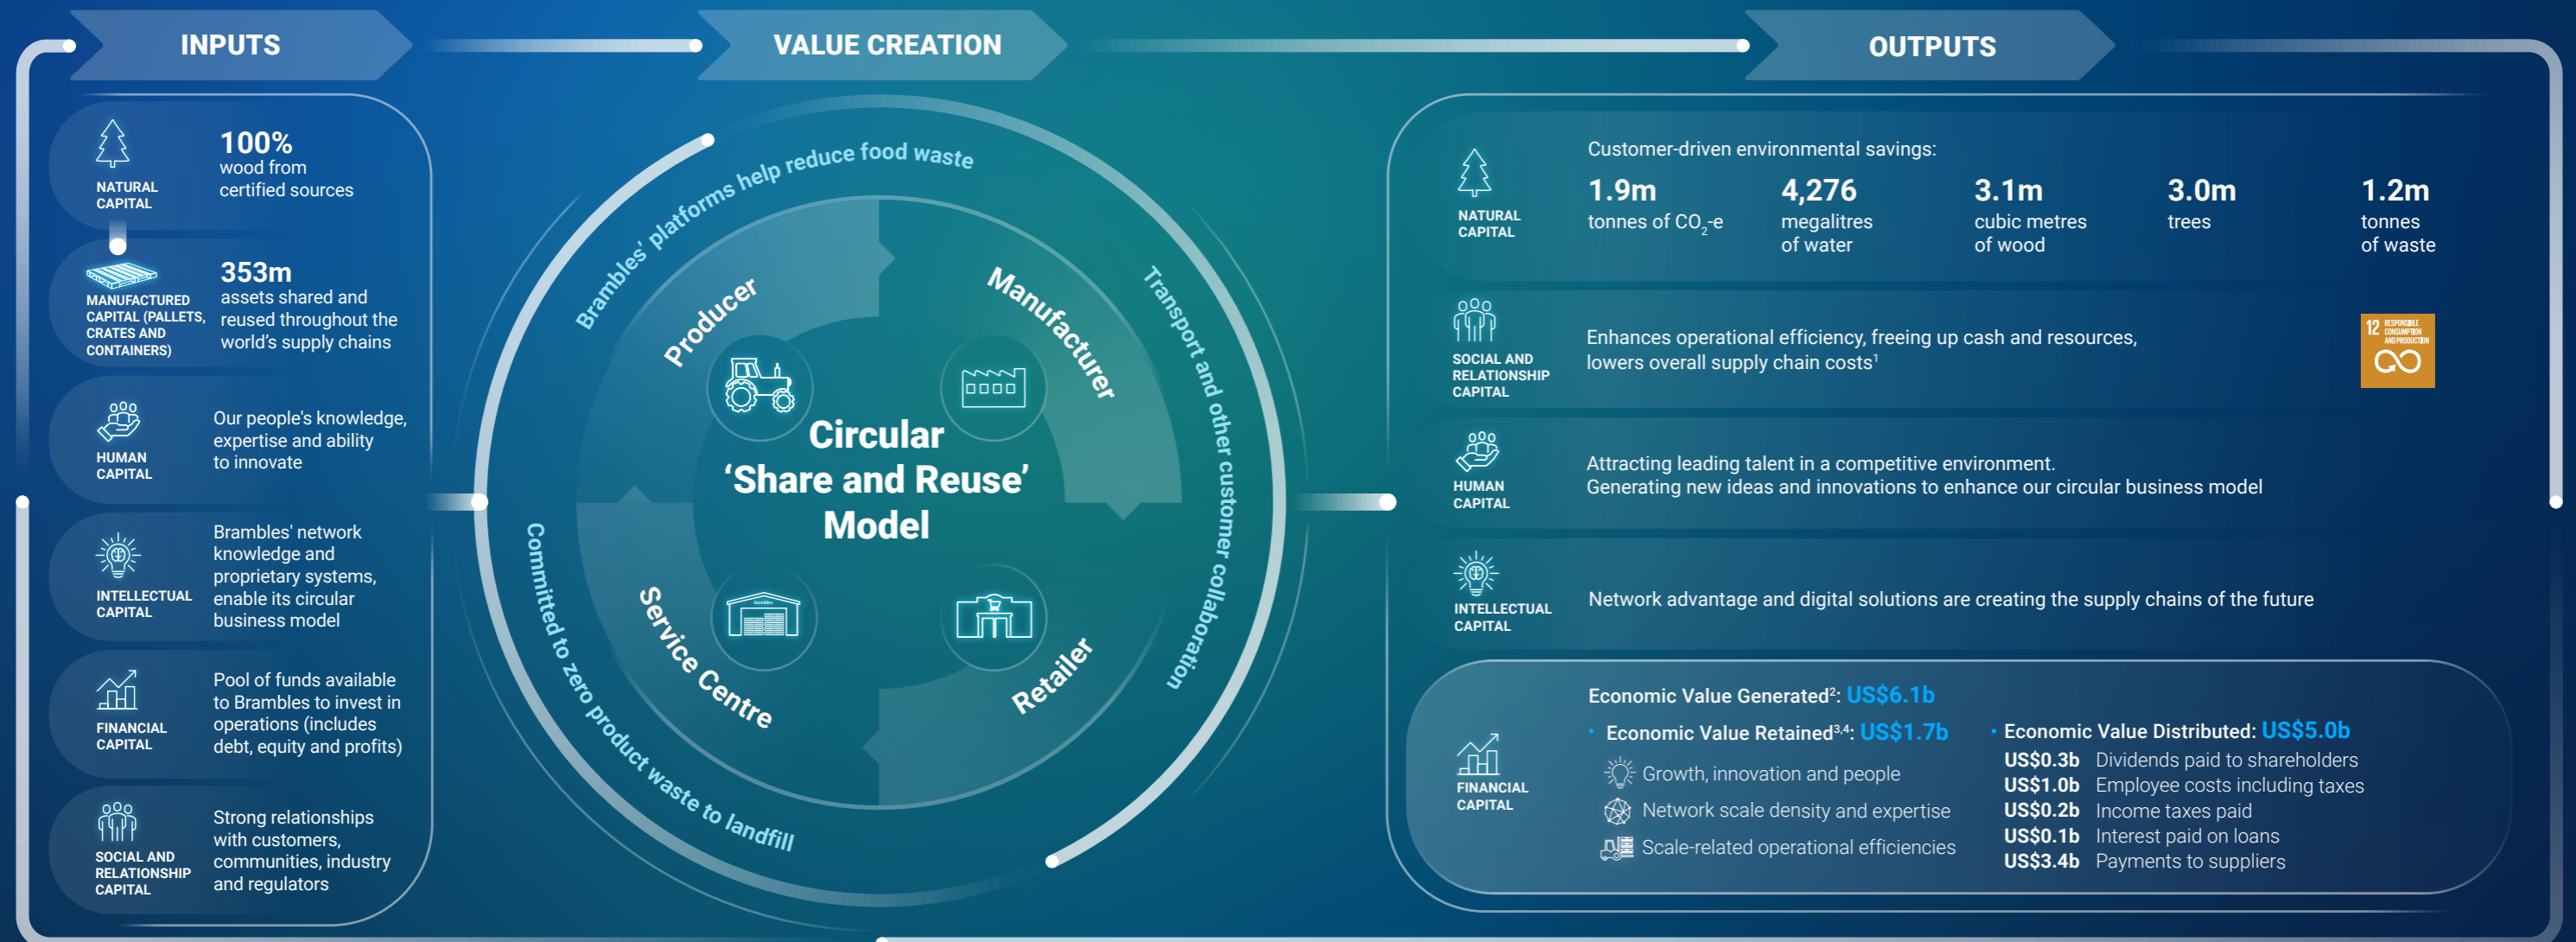 INPUTS
VALUE CREATION
OUTPUTS
NATURAL
CAPITAL
100%
wood from
certified sources
MANUFACTURED
CAPITAL (PALLETS,
CRATES AND
CONTAINERS)
353m
assets shared and
reused throughout the
world's supply chains
HUMAN
CAPITAL
Our people's knowledge,
expertise and ability
to innovate
INTELLECTUAL
CAPITAL
Brambles' network
knowledge and
proprietary systems,
enable its circular
business model
FINANCIAL
CAPITAL
Pool of funds available
to Brambles to invest in
operations (includes
debt, equity and profits)
SOCIAL AND
RELATIONSHIP
CAPITAL
Strong relationships
with customers,
communities, industry
and regulators
Brambles' platforms help reduce food waste
Transport and other customer collaboration
Committed to zero product waste to landfill
Producer
Manufacturer
Retailer
Service Centre
Brambles
Circular
‘Share and Reuse’
Model
NATURAL
CAPITAL
Customer-driven environmental savings:
1.9m
tonnes of CO₂-e
4,276
megalitres
of water
3.1m
cubic metres
of wood
3.0m
trees
1.2m
tonnes
of waste
SOCIAL AND
RELATIONSHIP
CAPITAL
Enhances operational efficiency, freeing up cash and resources,
lowers overall supply chain costs¹
12 RESPONSIBLE
CONSUMPTION
AND PRODUCTION
HUMAN
CAPITAL
Attracting leading talent in a competitive environment.
Generating new ideas and innovations to enhance our circular business model
INTELLECTUAL
CAPITAL
Network advantage and digital solutions are creating the supply chains of the future
FINANCIAL
CAPITAL
Economic Value Generated²: US$6.1b
• Economic Value Retained³,⁴: US$1.7b
Growth, innovation and people
Network scale density and expertise
Scale-related operational efficiencies
• Economic Value Distributed: US$5.0b
US$0.3b Dividends paid to shareholders
US$1.0b Employee costs including taxes
US$0.2b Income taxes paid
US$0.1b Interest paid on loans
US$3.4b Payments to suppliers